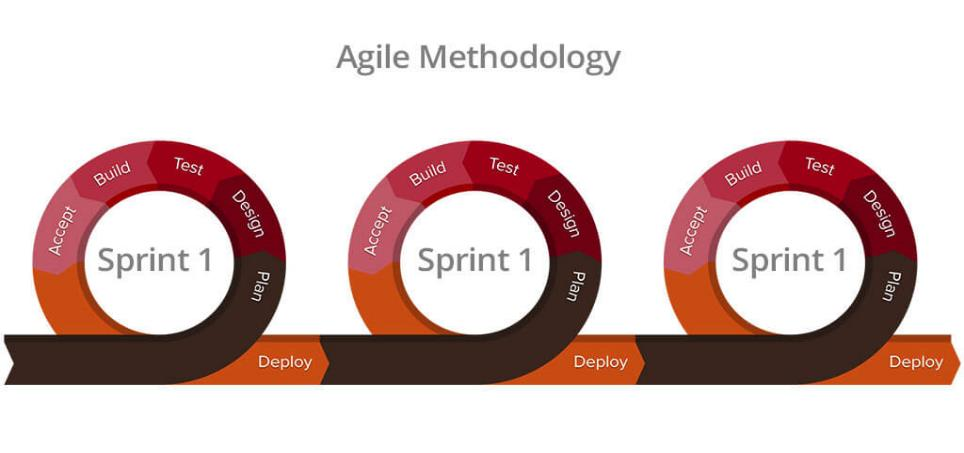 Agile Methodology
Accept
Build
Test
Design
Plan
Sprint 1
Deploy
Accept
Build
Test
Design
Plan
Sprint 1
Deploy
Accept
Build
Test
Design
Plan
Sprint 1
Deploy